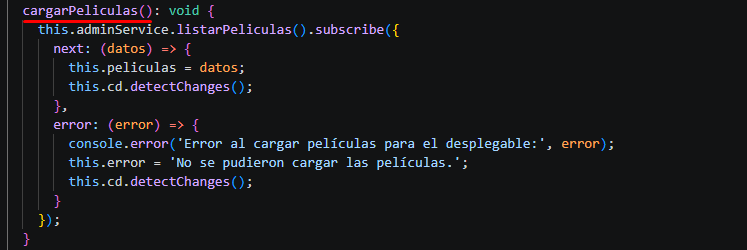 cargarPeliculas(): void {
this.adminService.listarPeliculas().subscribe({
next: (datos) => {
this.peliculas = datos;
this.cd.detectChanges();
},
error: (error) => {
console.error('Error al cargar películas para el desplegable:', error);
this.error = 'No se pudieron cargar las películas.';
this.cd.detectChanges();
}
});
}